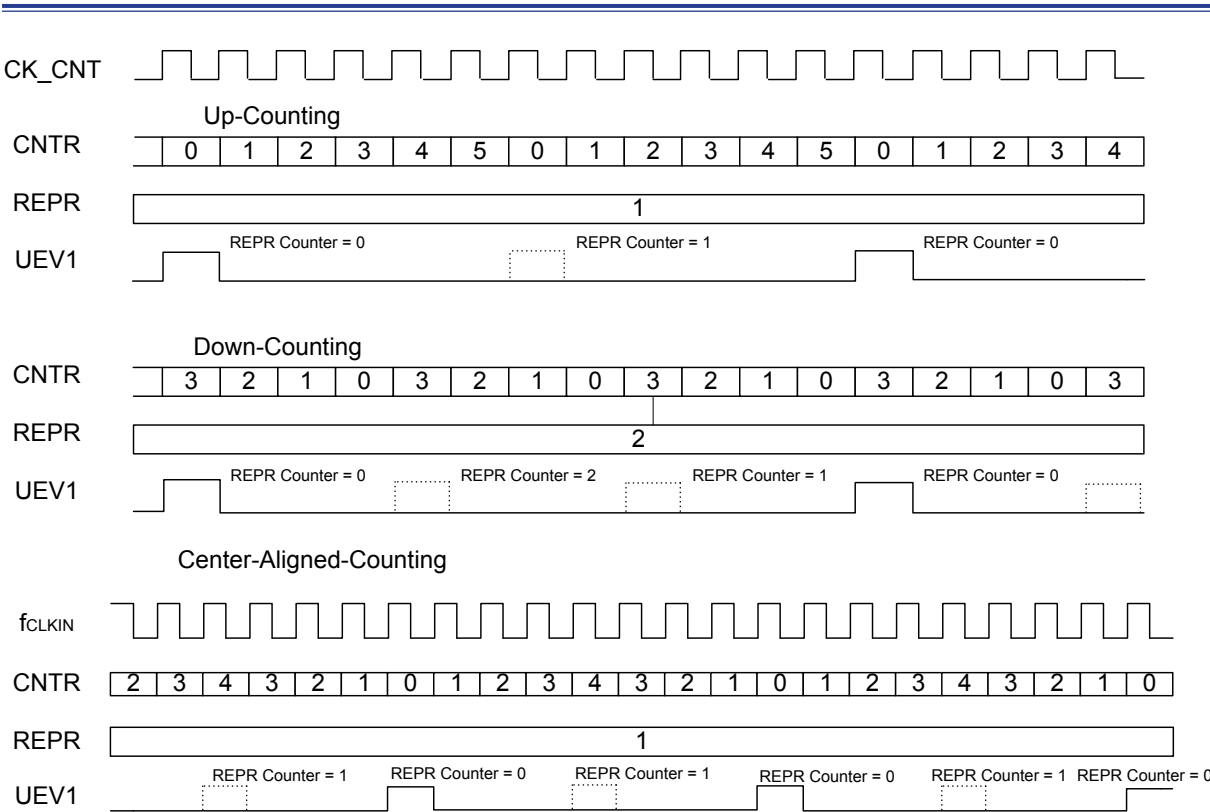 CK_CNT
Up-Counting
CNTR 0 1 2 3 4 5 0 1 2 3 4 5 0 1 2 3 4
REPR 1
UEV1 REPR Counter = 0 REPR Counter = 1 REPR Counter = 0
Down-Counting
CNTR 3 2 1 0 3 2 1 0 3 2 1 0 3 2 1 0 3
REPR 2
UEV1 REPR Counter = 0 REPR Counter = 2 REPR Counter = 1 REPR Counter = 0
Center-Aligned-Counting
fCLKIN
CNTR 2 3 4 3 2 1 0 1 2 3 4 3 2 1 0 1 2 3 4 3 2 1 0
REPR 1
UEV1 REPR Counter = 1 REPR Counter = 0 REPR Counter = 1 REPR Counter = 0 REPR Counter = 1 REPR Counter = 0